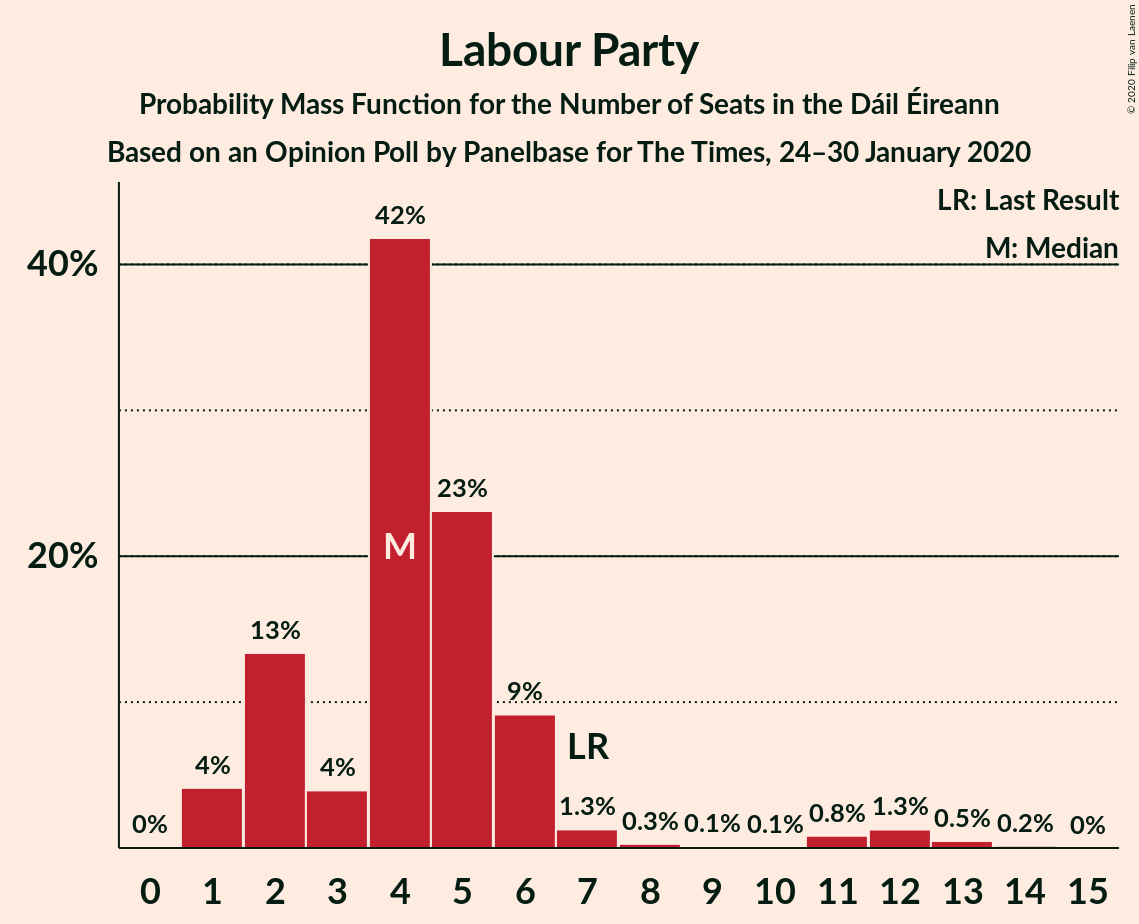 Labour Party
Probability Mass Function for the Number of Seats in the Dáil Éireann
Based on an Opinion Poll by Panelbase for The Times, 24–30 January 2020
© 2020 Filip van Laenen
LR: Last Result
M: Median
40%
20%
0%
4%
13%
4%
42%
23%
9%
1.3%
0.3%
0.1%
0.1%
0.8%
1.3%
0.5%
0.2%
0%
M
LR
0 1 2 3 4 5 6 7 8 9 10 11 12 13 14 15